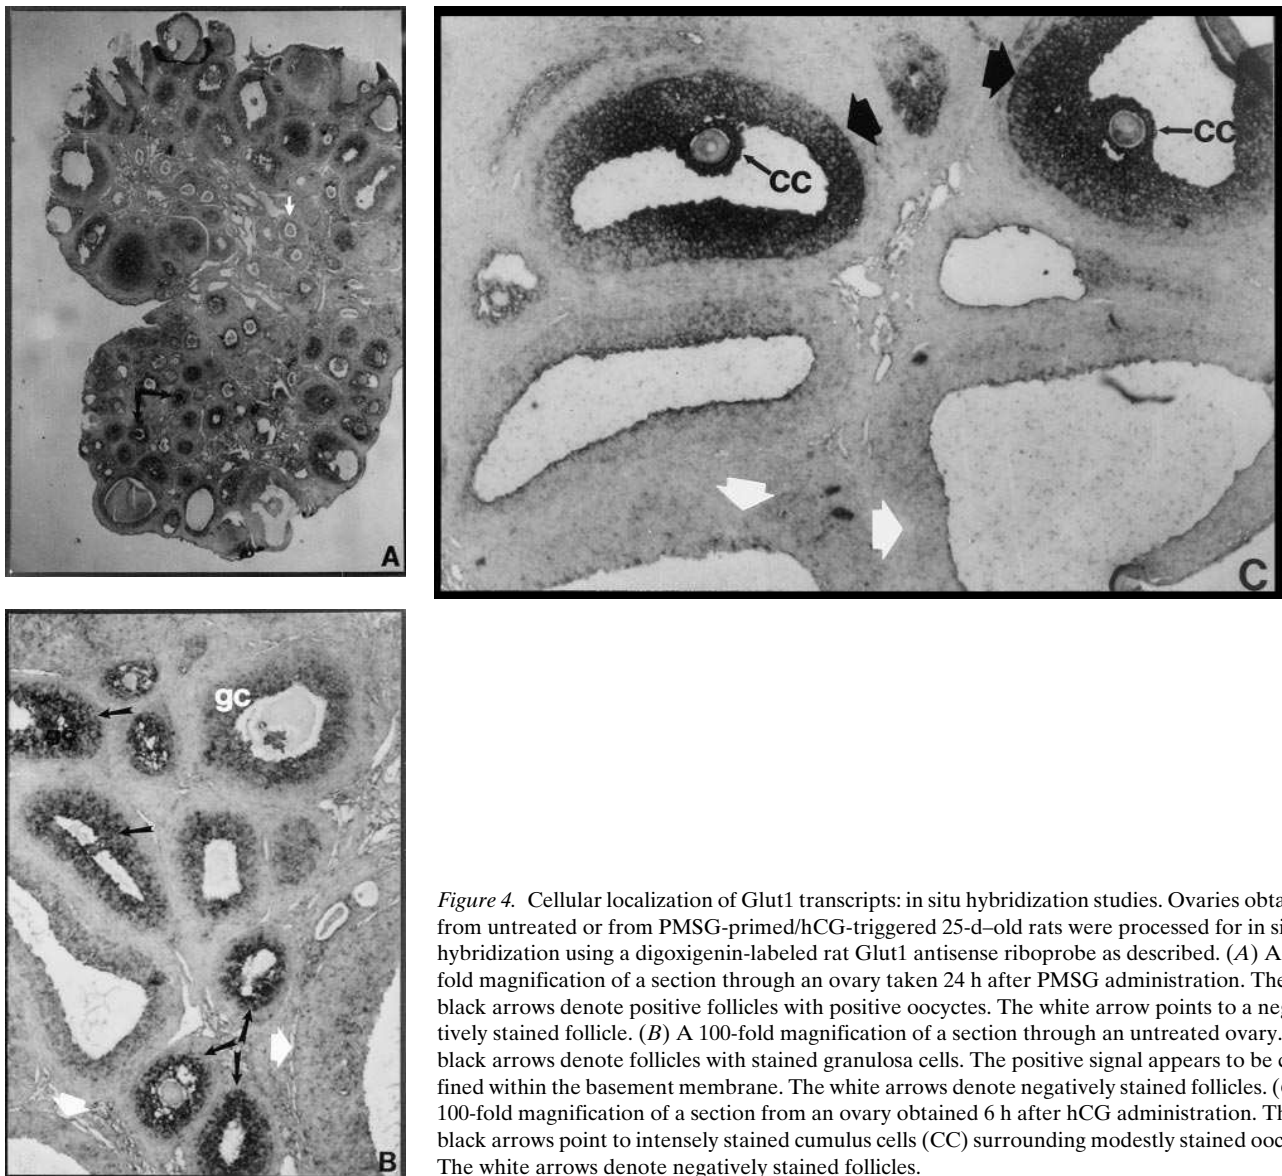 A
CC
CC
C
gc
B
Figure 4. Cellular localization of Glut1 transcripts: in situ hybridization studies. Ovaries obta
from untreated or from PMSG-primed/hCG-triggered 25-d–old rats were processed for in si
hybridization using a digoxigenin-labeled rat Glut1 antisense riboprobe as described. (A) A
fold magnification of a section through an ovary taken 24 h after PMSG administration. The
black arrows denote positive follicles with positive oocytes. The white arrow points to a neg
tively stained follicle. (B) A 100-fold magnification of a section through an untreated ovary.
black arrows denote follicles with stained granulosa cells. The positive signal appears to be c
fined within the basement membrane. The white arrows denote negatively stained follicles. (
100-fold magnification of a section from an ovary obtained 6 h after hCG administration. Th
black arrows point to intensely stained cumulus cells (CC) surrounding modestly stained ooc
The white arrows denote negatively stained follicles.